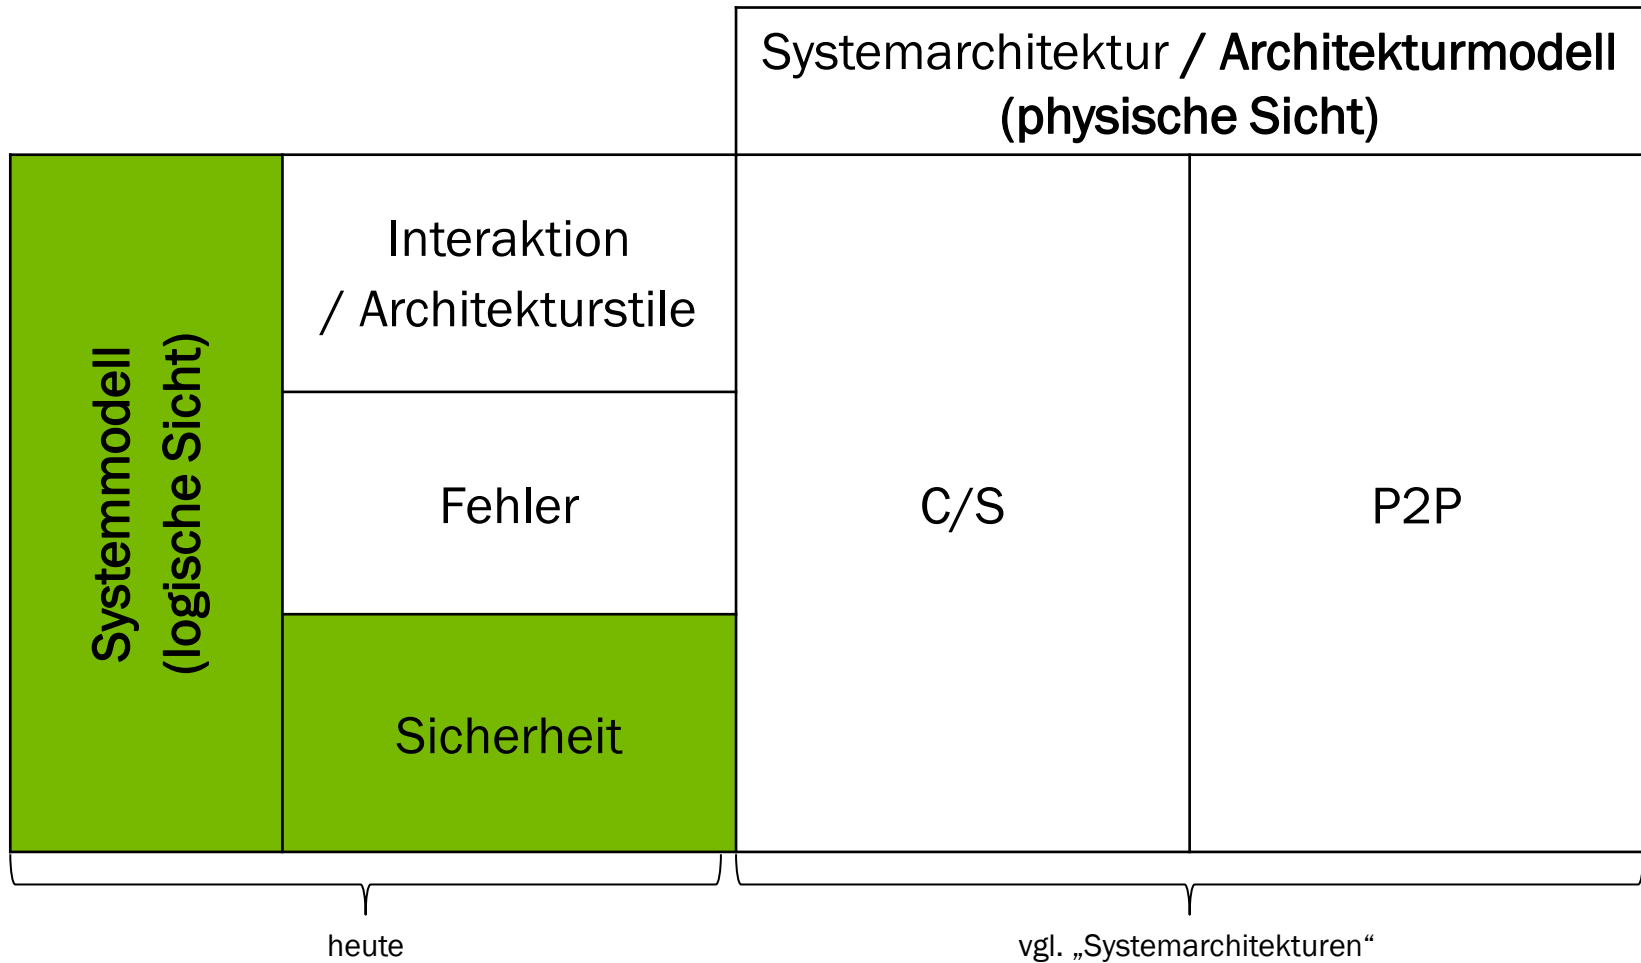 Systemarchitektur / Architekturmodell
(physische Sicht)
Systemmodell
(logische Sicht)
Interaktion
/ Architekturstile
Fehler
Sicherheit
C/S
P2P
heute
vgl. „Systemarchitekturen“